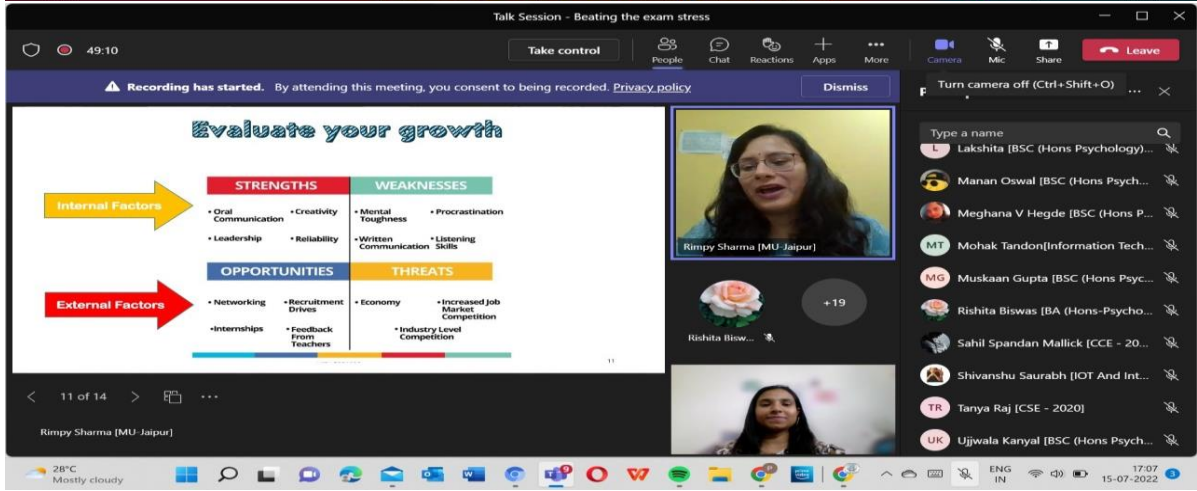 Talk Session - Beating the exam stress
49:10
Take control
People
Chat
Reactions
Apps
More
Camera
Mic
Share
Leave
Recording has started. By attending this meeting, you consent to being recorded. Privacy policy
Dismiss
Turn camera off (Ctrl+Shift+O)
Evaluate your growth
Internal Factors
STRENGTHS
• Oral Communication
• Creativity
• Leadership
• Reliability
WEAKNESSES
• Mental Toughness
• Procrastination
• Written Communication
• Listening Skills
External Factors
OPPORTUNITIES
• Networking
• Recruitment Drives
• Internships
• Feedback From Teachers
THREATS
• Economy
• Increased Job Market Competition
• Industry Level Competition
11
11 of 14
Rimpy Sharma [MU-Jaipur]
Rimpy Sharma [MU-Jaipur]
Rishita Bisw...
+19
Type a name
L Lakshita [BSC (Hons Psychology)...
Manan Oswal [BSC (Hons Psych...
Meghana V Hegde [BSC (Hons P...
MT Mohak Tandon[Information Tech...
MG Muskaan Gupta [BSC (Hons Psyc...
Rishita Biswas [BA (Hons-Psycho...
Sahil Spandan Mallick [CCE - 20...
Shivanshu Saurabh [IOT And Int...
TR Tanya Raj [CSE - 2020]
UK Ujjwala Kanyal [BSC (Hons Psych...
28°C
Mostly cloudy
9
ENG
IN
17:07
15-07-2022
3